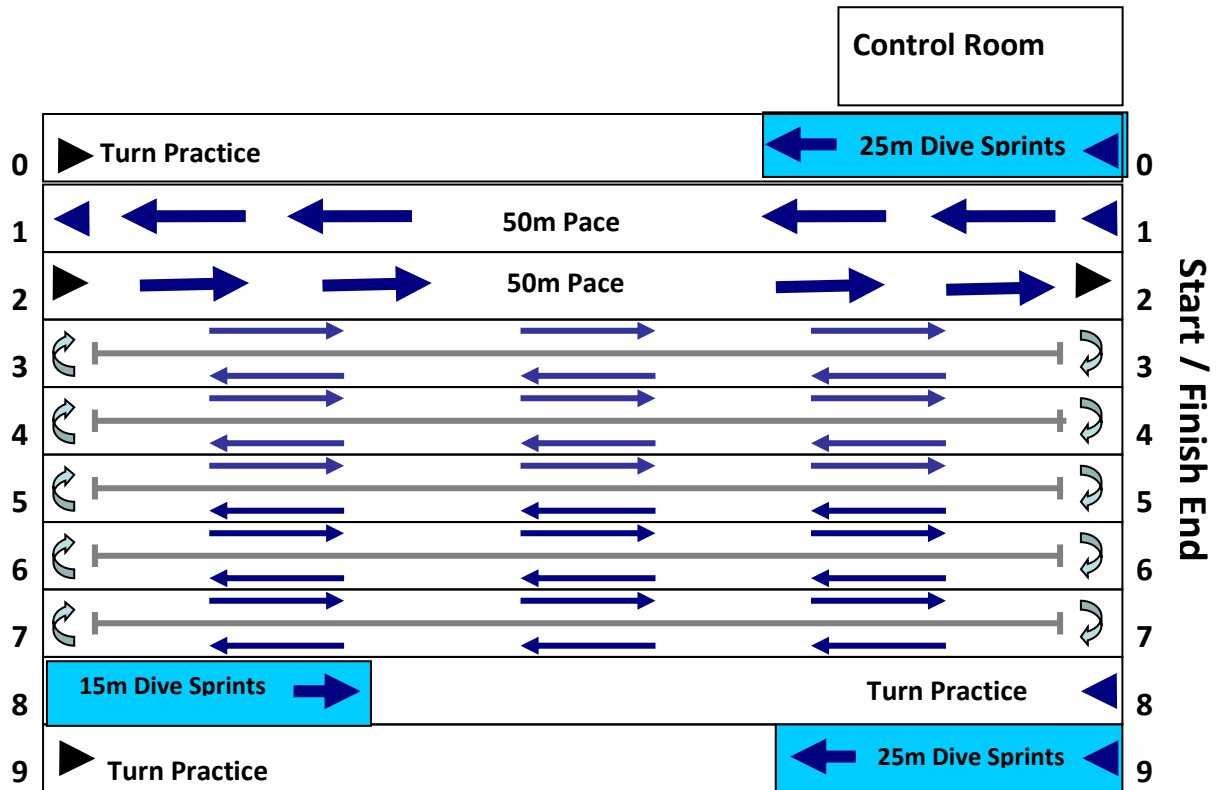 Control Room
0 Turn Practice 25m Dive Sprints 0
1 50m Pace 1
2 50m Pace 2
3 3
4 4
5 5
6 6
7 7
8 15m Dive Sprints Turn Practice 8
9 Turn Practice 25m Dive Sprints 9
Start / Finish End